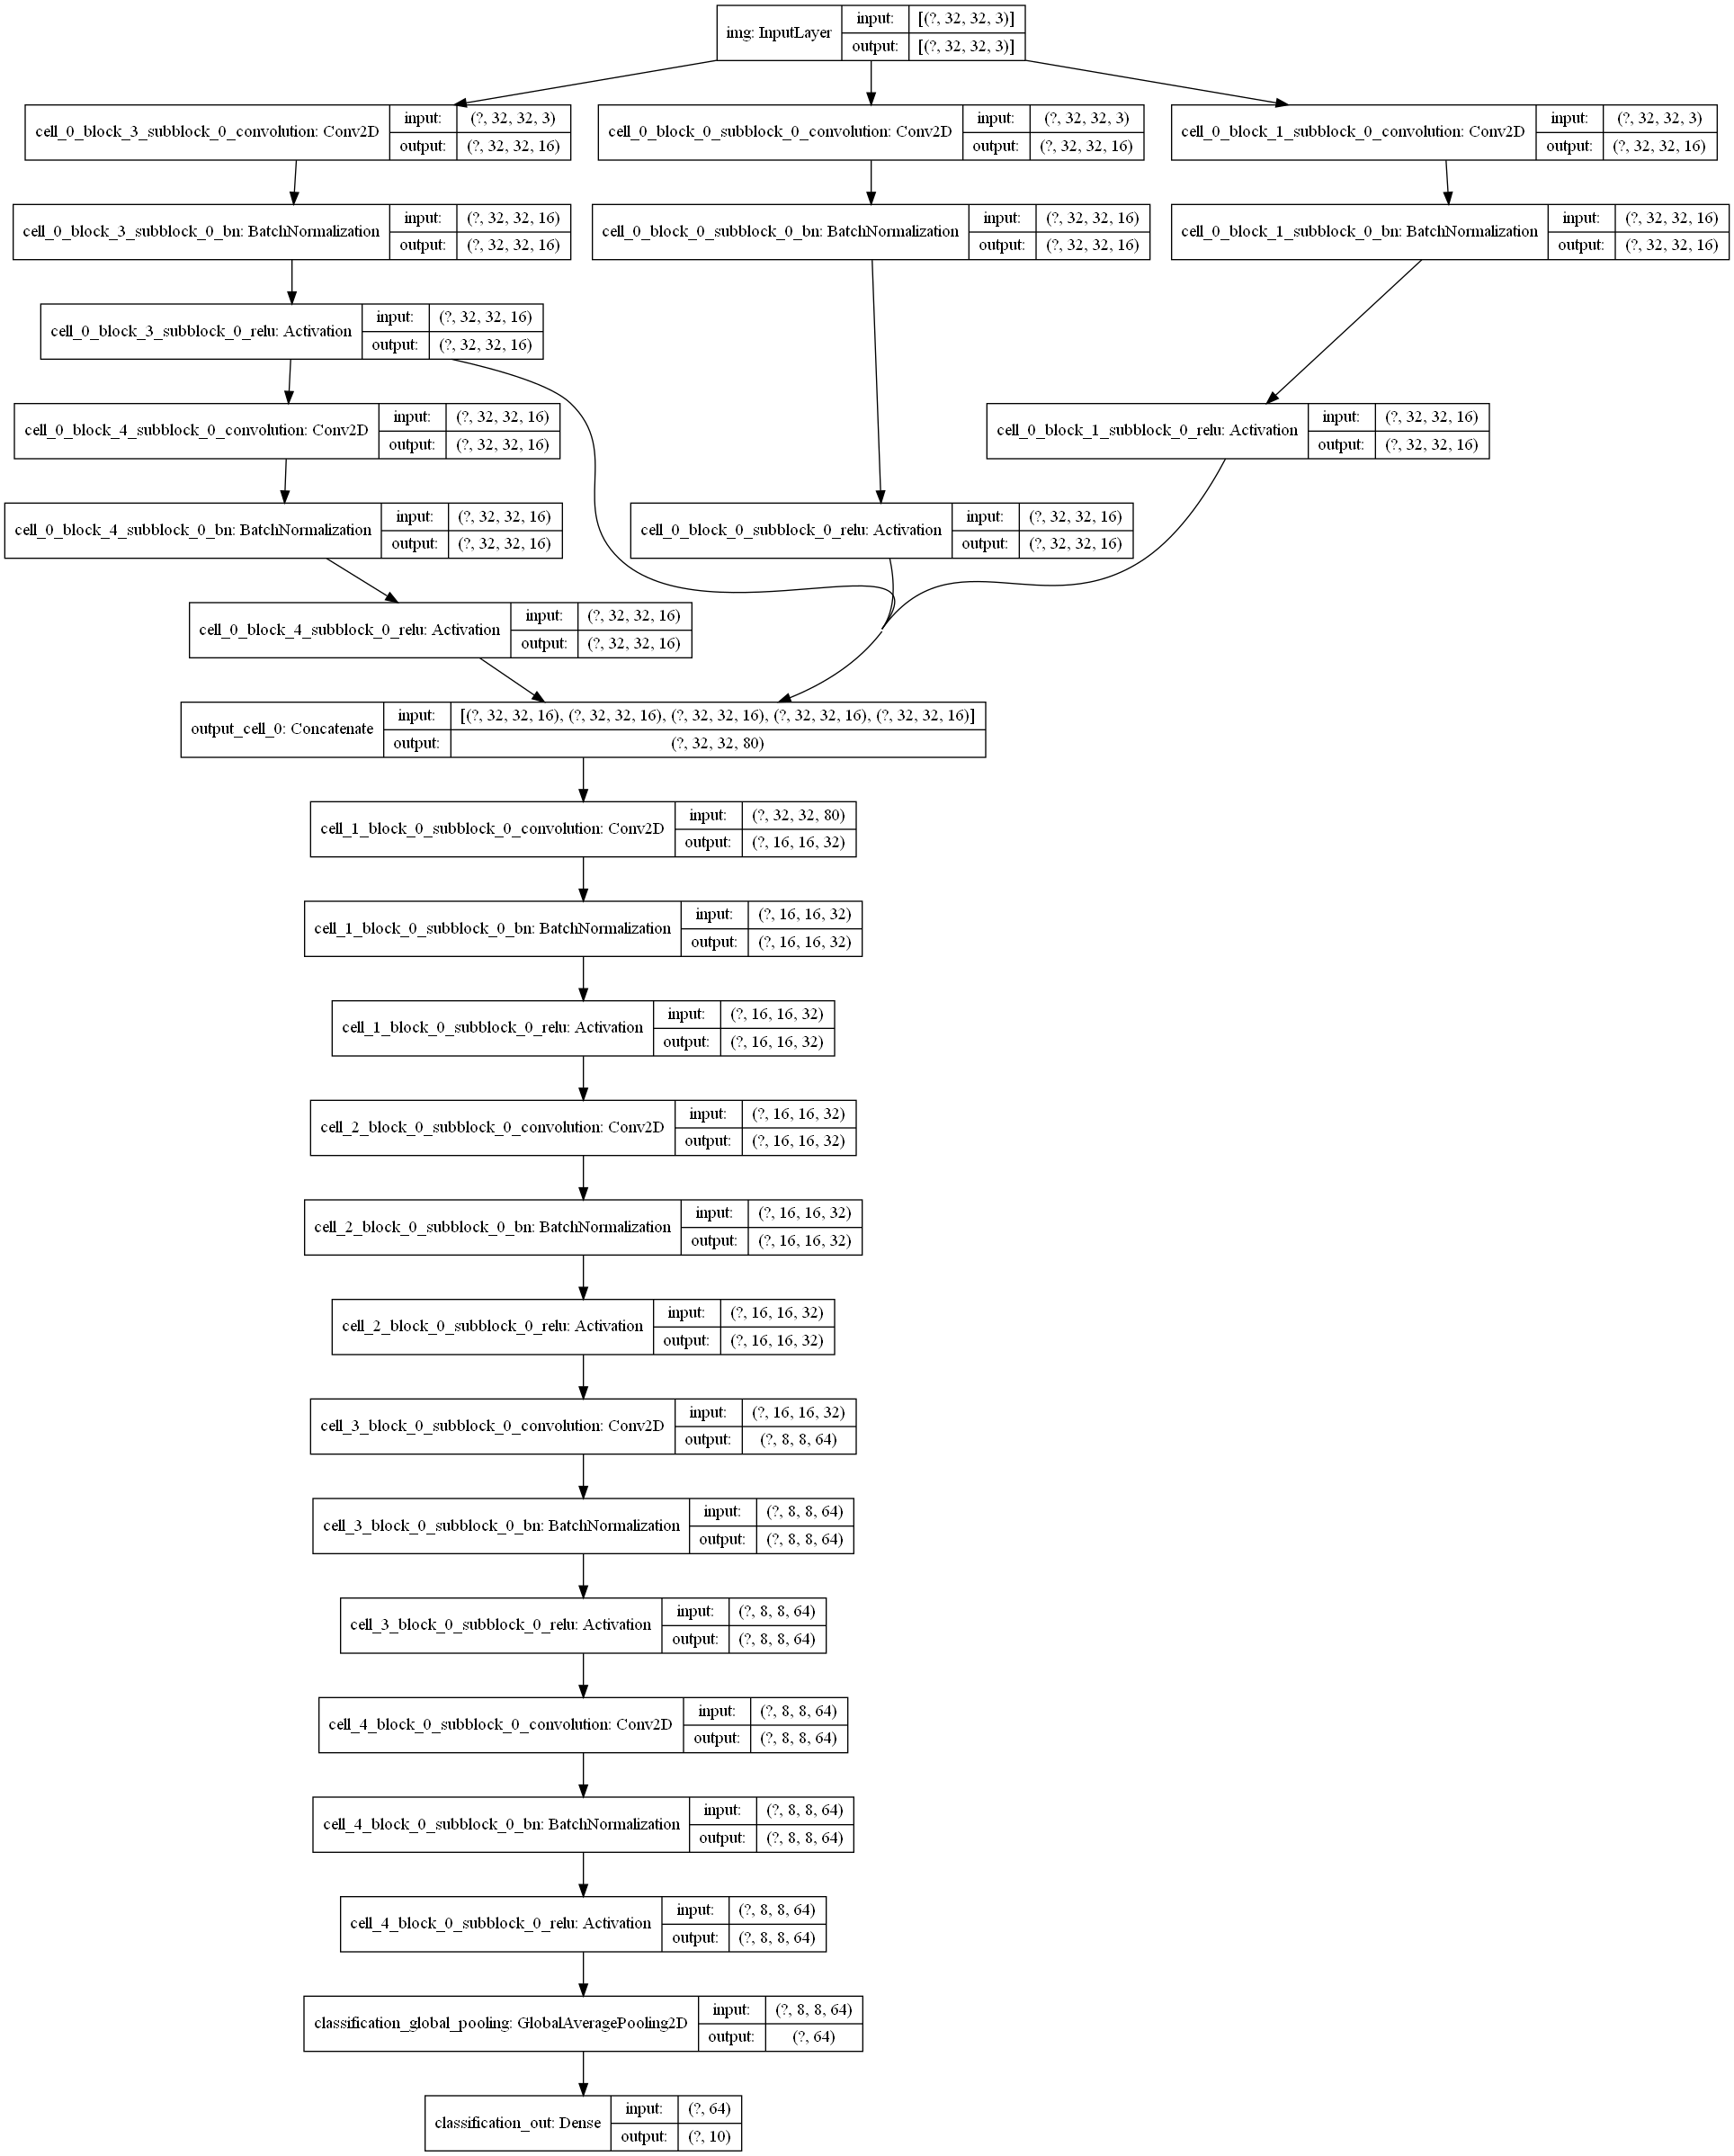 img: InputLayer
input: [(?, 32, 32, 3)]
output: [(?, 32, 32, 3)]
cell_0_block_3_subblock_0_convolution: Conv2D
input: (?, 32, 32, 3)
output: (?, 32, 32, 16)
cell_0_block_0_subblock_0_convolution: Conv2D
input: (?, 32, 32, 3)
output: (?, 32, 32, 16)
cell_0_block_1_subblock_0_convolution: Conv2D
input: (?, 32, 32, 3)
output: (?, 32, 32, 16)
cell_0_block_3_subblock_0_bn: BatchNormalization
input: (?, 32, 32, 16)
output: (?, 32, 32, 16)
cell_0_block_0_subblock_0_bn: BatchNormalization
input: (?, 32, 32, 16)
output: (?, 32, 32, 16)
cell_0_block_1_subblock_0_bn: BatchNormalization
input: (?, 32, 32, 16)
output: (?, 32, 32, 16)
cell_0_block_3_subblock_0_relu: Activation
input: (?, 32, 32, 16)
output: (?, 32, 32, 16)
cell_0_block_4_subblock_0_convolution: Conv2D
input: (?, 32, 32, 16)
output: (?, 32, 32, 16)
cell_0_block_1_subblock_0_relu: Activation
input: (?, 32, 32, 16)
output: (?, 32, 32, 16)
cell_0_block_4_subblock_0_bn: BatchNormalization
input: (?, 32, 32, 16)
output: (?, 32, 32, 16)
cell_0_block_0_subblock_0_relu: Activation
input: (?, 32, 32, 16)
output: (?, 32, 32, 16)
cell_0_block_4_subblock_0_relu: Activation
input: (?, 32, 32, 16)
output: (?, 32, 32, 16)
output_cell_0: Concatenate
input: [(?, 32, 32, 16), (?, 32, 32, 16), (?, 32, 32, 16), (?, 32, 32, 16), (?, 32, 32, 16)]
output: (?, 32, 32, 80)
cell_1_block_0_subblock_0_convolution: Conv2D
input: (?, 32, 32, 80)
output: (?, 16, 16, 32)
cell_1_block_0_subblock_0_bn: BatchNormalization
input: (?, 16, 16, 32)
output: (?, 16, 16, 32)
cell_1_block_0_subblock_0_relu: Activation
input: (?, 16, 16, 32)
output: (?, 16, 16, 32)
cell_2_block_0_subblock_0_convolution: Conv2D
input: (?, 16, 16, 32)
output: (?, 16, 16, 32)
cell_2_block_0_subblock_0_bn: BatchNormalization
input: (?, 16, 16, 32)
output: (?, 16, 16, 32)
cell_2_block_0_subblock_0_relu: Activation
input: (?, 16, 16, 32)
output: (?, 16, 16, 32)
cell_3_block_0_subblock_0_convolution: Conv2D
input: (?, 16, 16, 32)
output: (?, 8, 8, 64)
cell_3_block_0_subblock_0_bn: BatchNormalization
input: (?, 8, 8, 64)
output: (?, 8, 8, 64)
cell_3_block_0_subblock_0_relu: Activation
input: (?, 8, 8, 64)
output: (?, 8, 8, 64)
cell_4_block_0_subblock_0_convolution: Conv2D
input: (?, 8, 8, 64)
output: (?, 8, 8, 64)
cell_4_block_0_subblock_0_bn: BatchNormalization
input: (?, 8, 8, 64)
output: (?, 8, 8, 64)
cell_4_block_0_subblock_0_relu: Activation
input: (?, 8, 8, 64)
output: (?, 8, 8, 64)
classification_global_pooling: GlobalAveragePooling2D
input: (?, 8, 8, 64)
output: (?, 64)
classification_out: Dense
input: (?, 64)
output: (?, 10)